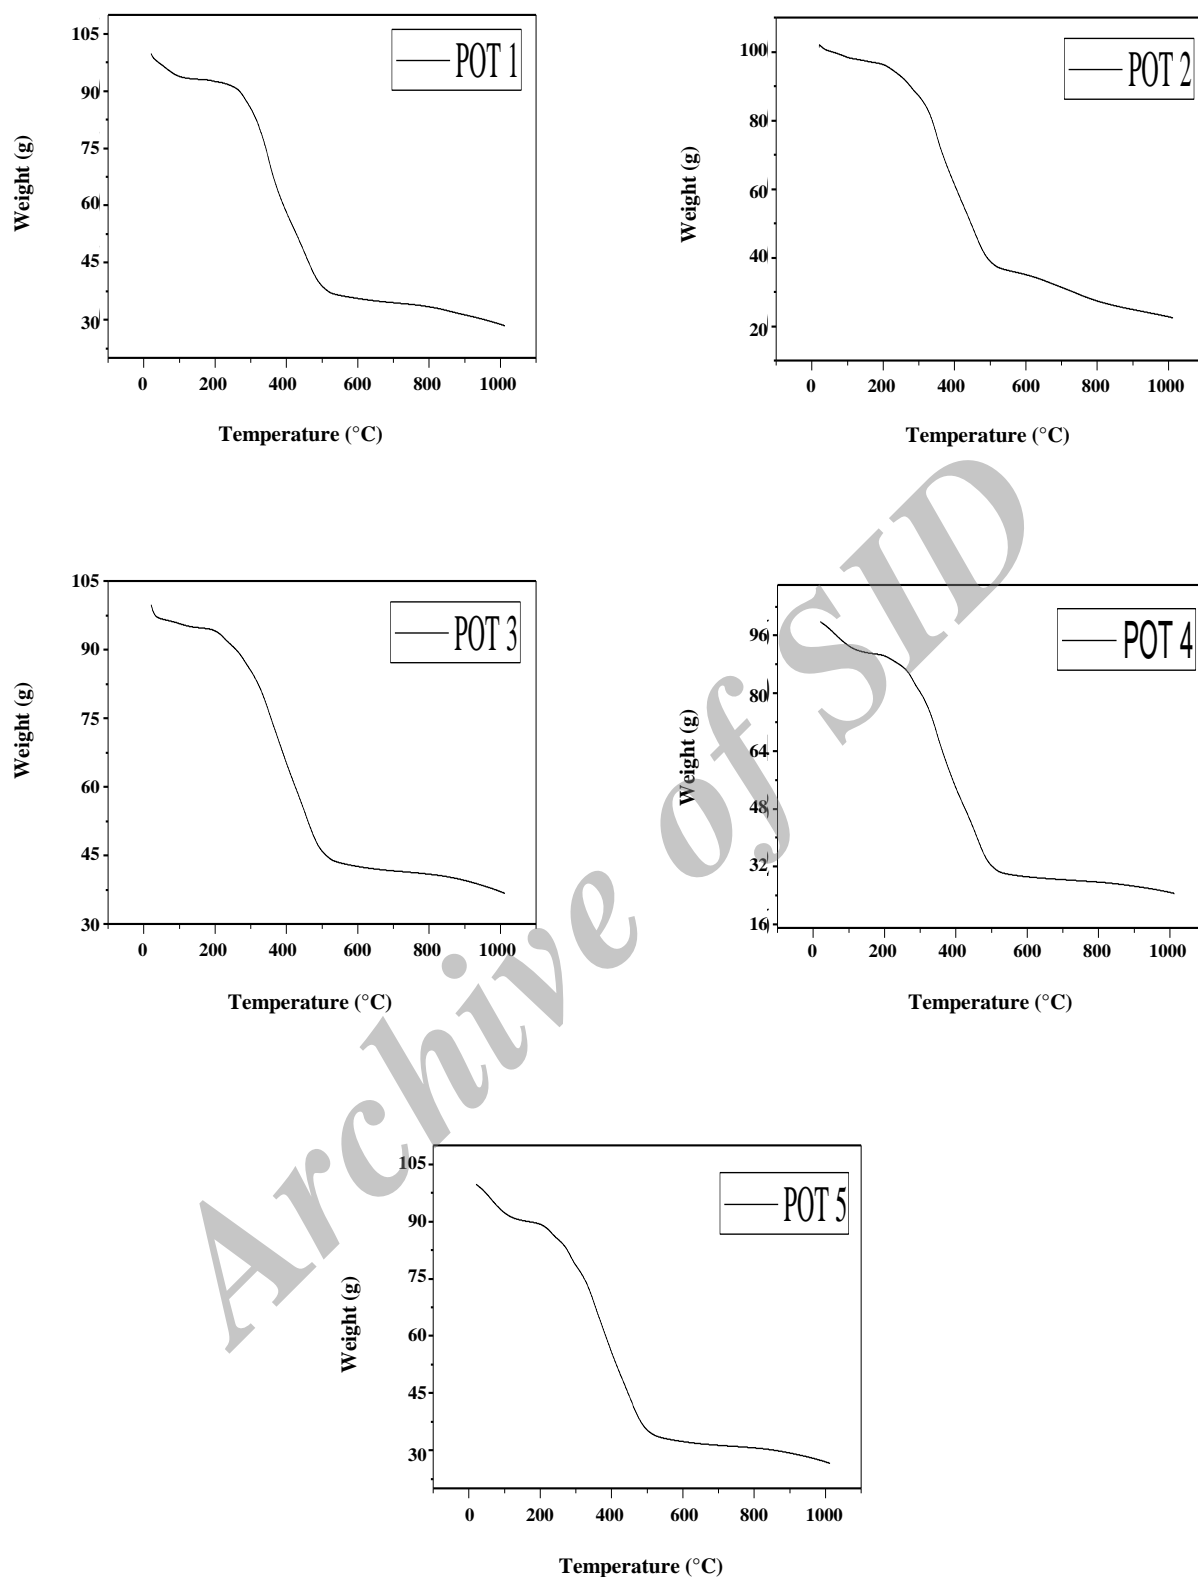 105
90
75
60
45
30
0 200 400 600 800 1000
Weight (g)
Temperature (°C)
POT 1
100
80
60
40
20
0 200 400 600 800 1000
Weight (g)
Temperature (°C)
POT 2
105
90
75
60
45
30
0 200 400 600 800 1000
Weight (g)
Temperature (°C)
POT 3
96
80
64
48
32
16
0 200 400 600 800 1000
Weight (g)
Temperature (°C)
POT 4
105
90
75
60
45
30
0 200 400 600 800 1000
Weight (g)
Temperature (°C)
POT 5
Archive of SID